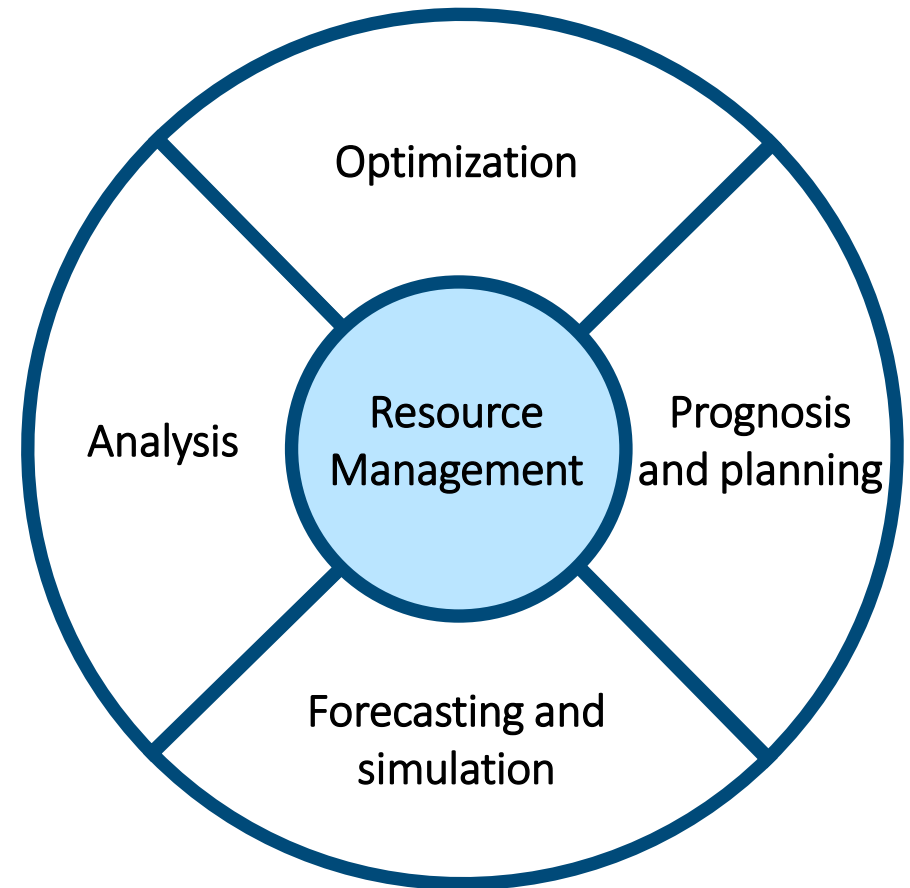 Optimization
Analysis
Resource
Management
Prognosis
and planning
Forecasting and
simulation